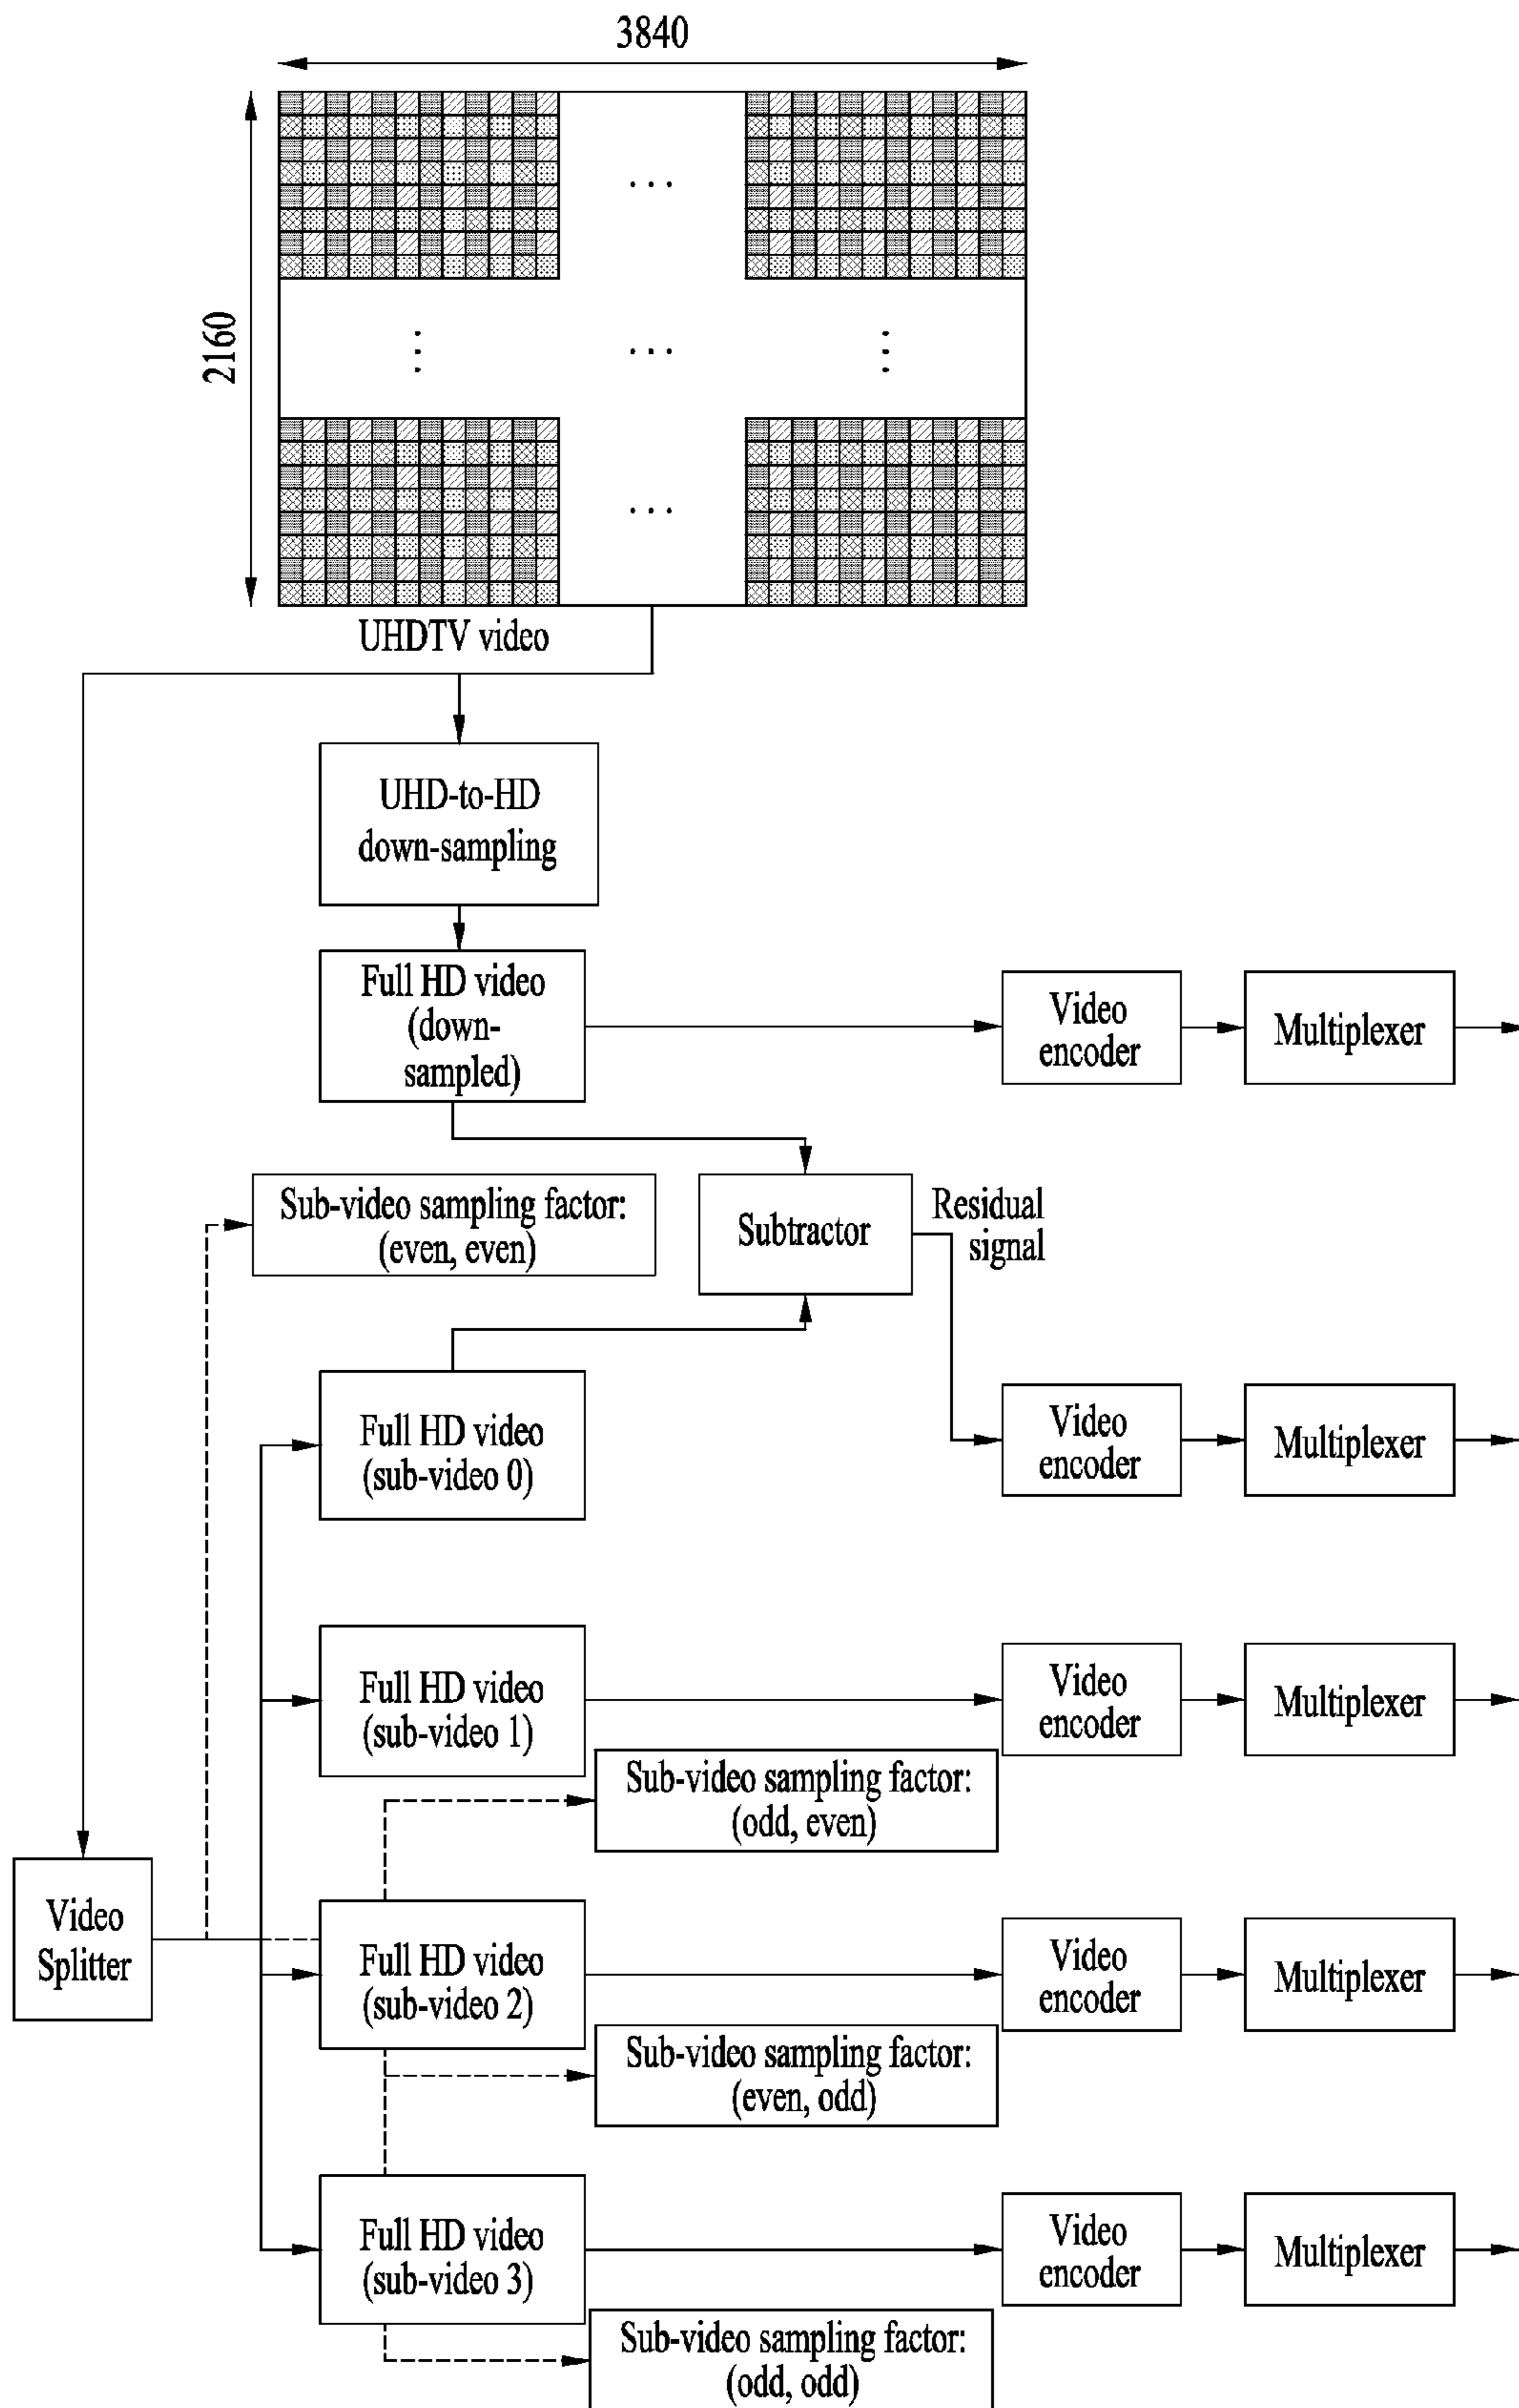 3840
2160
UHDTV video
UHD-to-HD
down-sampling
Full HD video
(down-
sampled)
Video
encoder
Multiplexer
Sub-video sampling factor:
(even, even)
Subtractor
Residual
signal
Full HD video
(sub-video 0)
Video
encoder
Multiplexer
Full HD video
(sub-video 1)
Video
encoder
Multiplexer
Sub-video sampling factor:
(odd, even)
Video
Splitter
Full HD video
(sub-video 2)
Video
encoder
Multiplexer
Sub-video sampling factor:
(even, odd)
Full HD video
(sub-video 3)
Video
encoder
Multiplexer
Sub-video sampling factor:
(odd, odd)